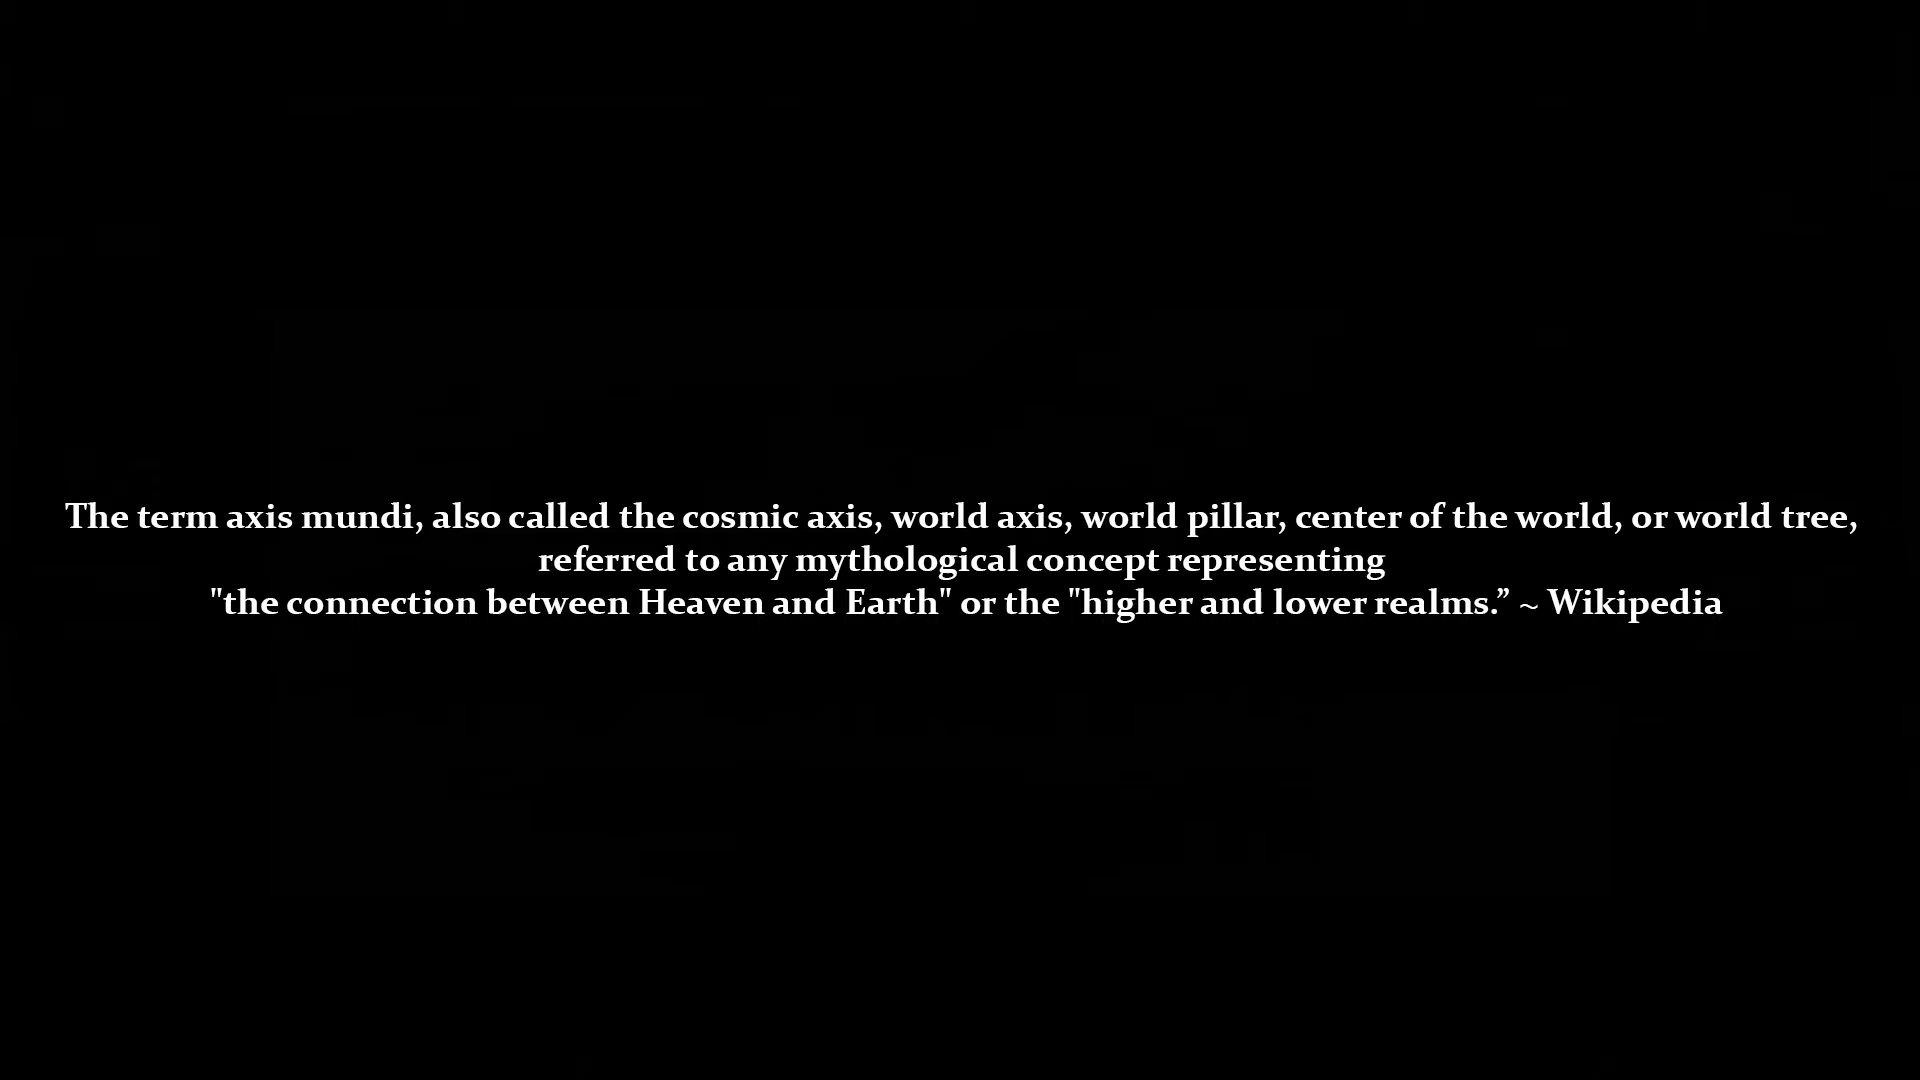 The term axis mundi, also called the cosmic axis, world axis, world pillar, center of the world, or world tree,
referred to any mythological concept representing
"the connection between Heaven and Earth" or the "higher and lower realms.” ~ Wikipedia